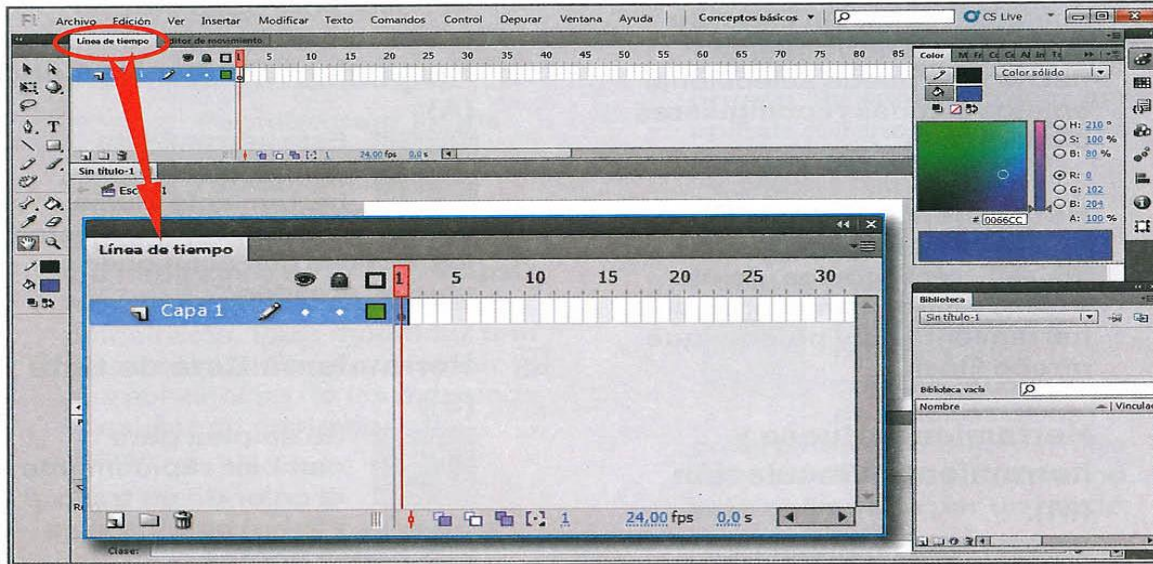 FL Archivo Edición Ver Insertar Modificar Texto Comandos Control Depurar Ventana Ayuda Conceptos básicos CS Live
Línea de tiempo Editor de movimiento
1 5 10 15 20 25 30 35 40 45 50 55 60 65 70 75 80 85
1 24,00 fps 0,0 s
Sin título-1
Color
Color sólido
H: 210 °
S: 100 %
B: 80 %
R: 0
G: 102
B: 204
# 0066CC A: 100 %
Línea de tiempo
1 5 10 15 20 25 30
Capa 1
1 24,00 fps 0,0 s
Clase:
Biblioteca
Sin título-1
Biblioteca vacía
Nombre